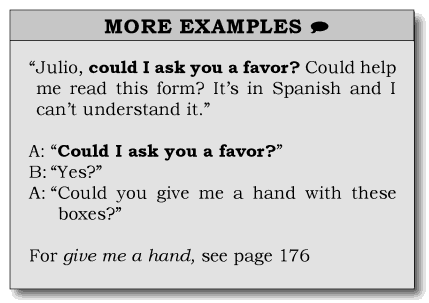 MORE EXAMPLES
“Julio, could I ask you a favor? Could help
me read this form? It’s in Spanish and I
can’t understand it.”
A: “Could I ask you a favor?”
B: “Yes?”
A: “Could you give me a hand with these
boxes?”
For give me a hand, see page 176